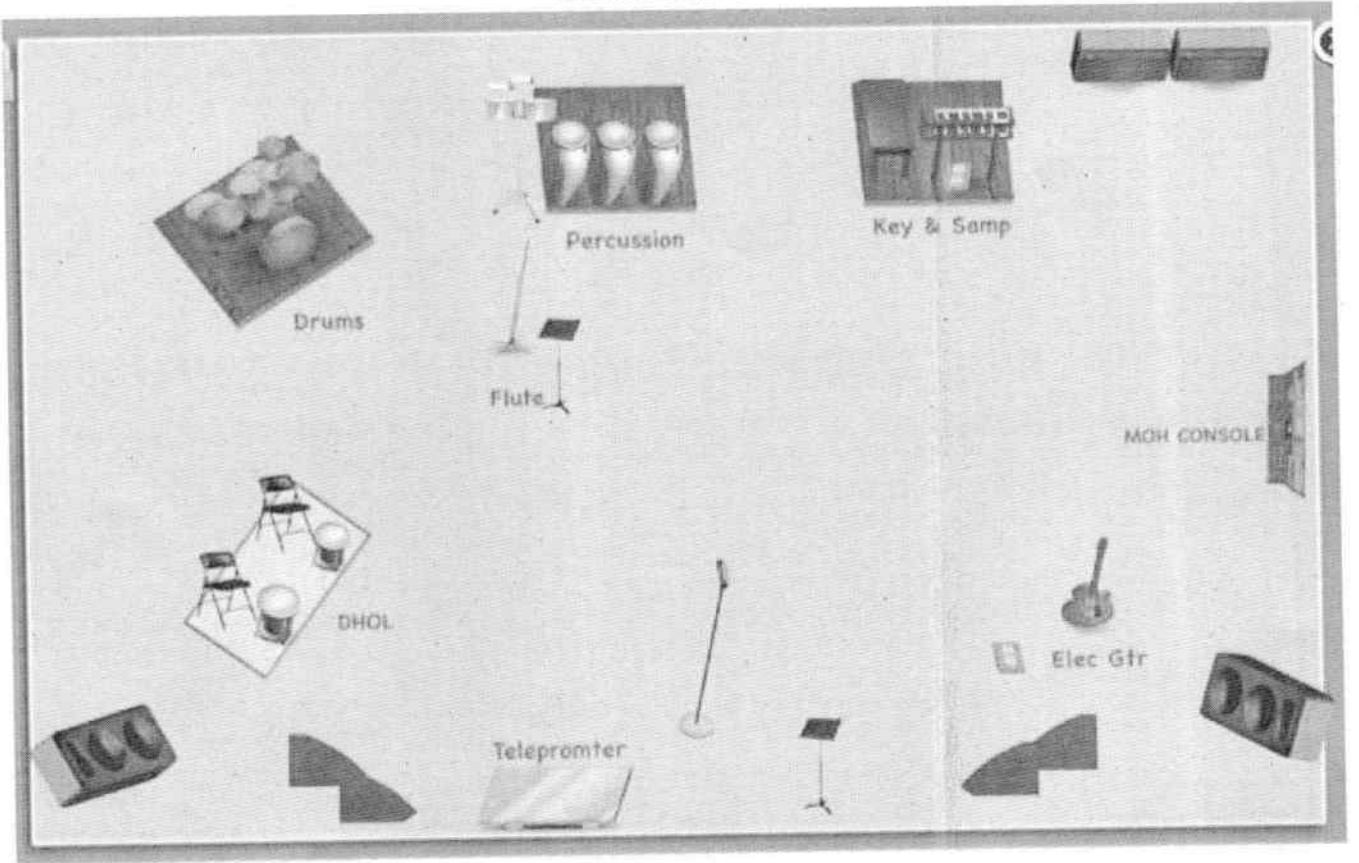 Percussion
Key & Samp
Drums
Flute
MOH CONSOLE
DHOL
Elec Gtr
Telepromter